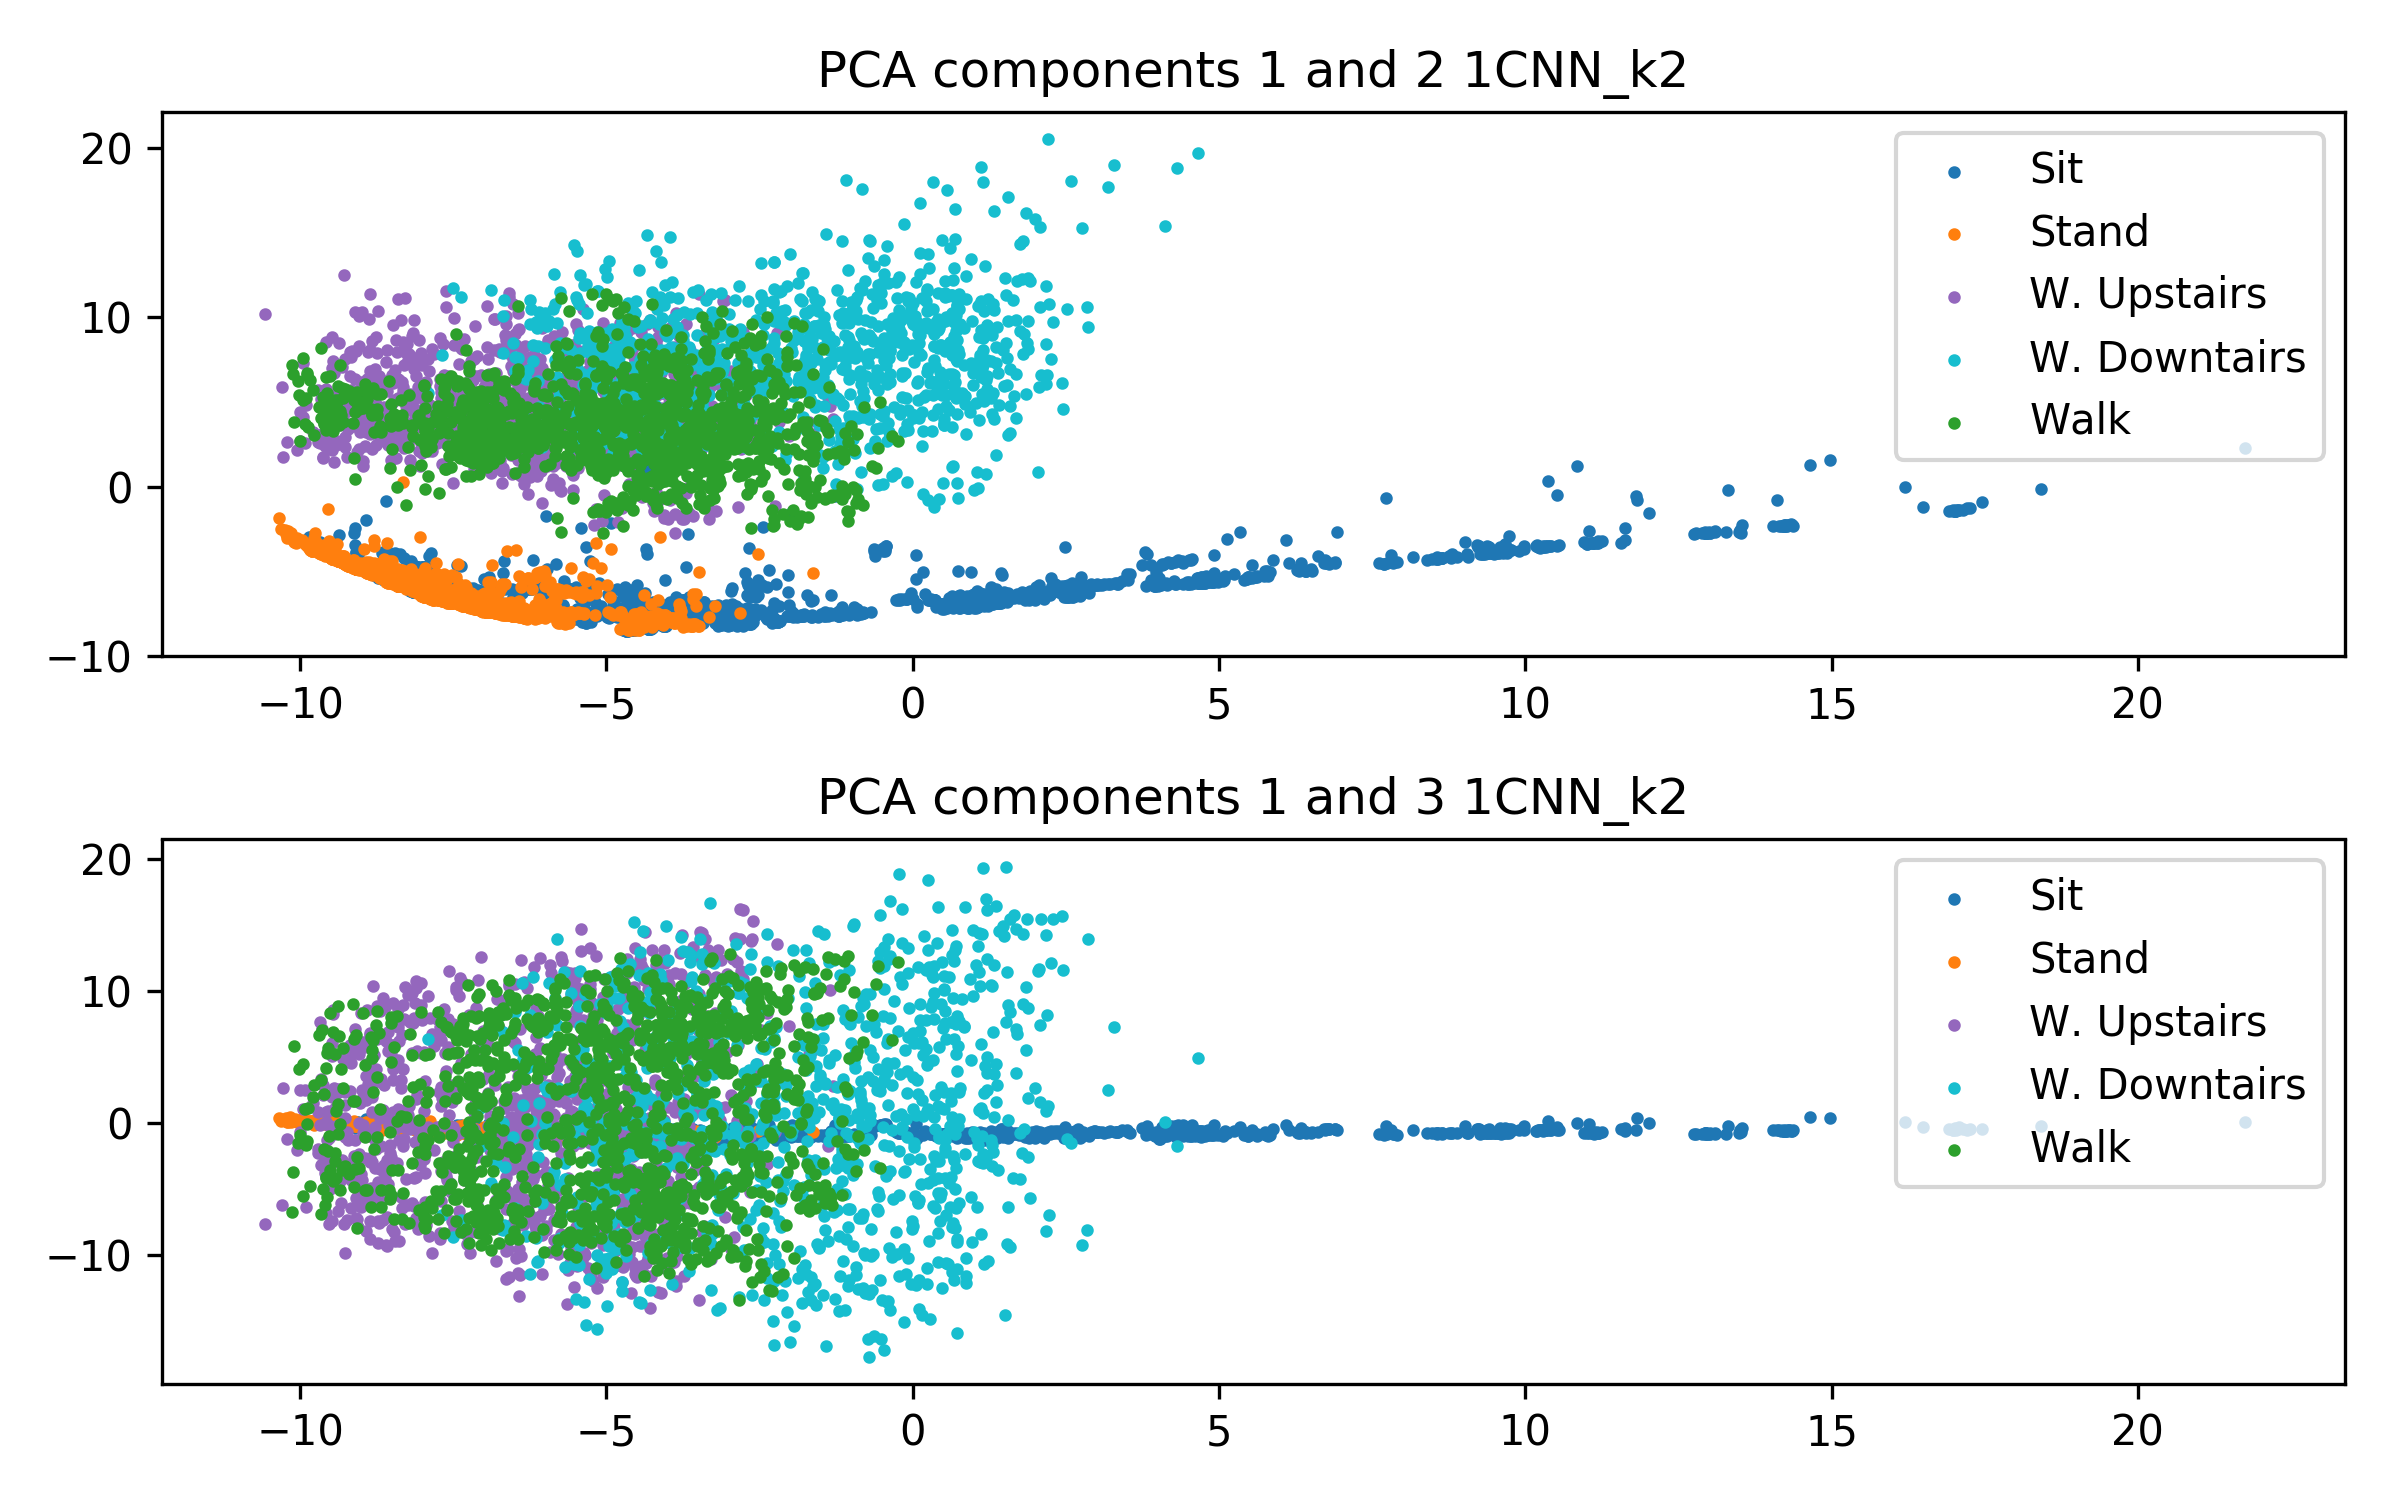 PCA components 1 and 2 1CNN_k2
20
10
0
−10
Sit
Stand
W. Upstairs
W. Downtairs
Walk
−10 −5 0 5 10 15 20
PCA components 1 and 3 1CNN_k2
20
10
0
−10
Sit
Stand
W. Upstairs
W. Downtairs
Walk
−10 −5 0 5 10 15 20